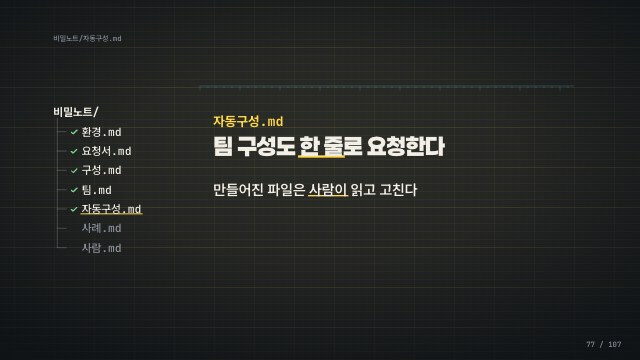 비밀노트/자동구성.md
비밀노트/
환경.md
요청서.md
구성.md
팀.md
자동구성.md
사례.md
사람.md
자동구성.md
팀 구성도 한 줄로 요청한다
만들어진 파일은 사람이 읽고 고친다
77 / 107